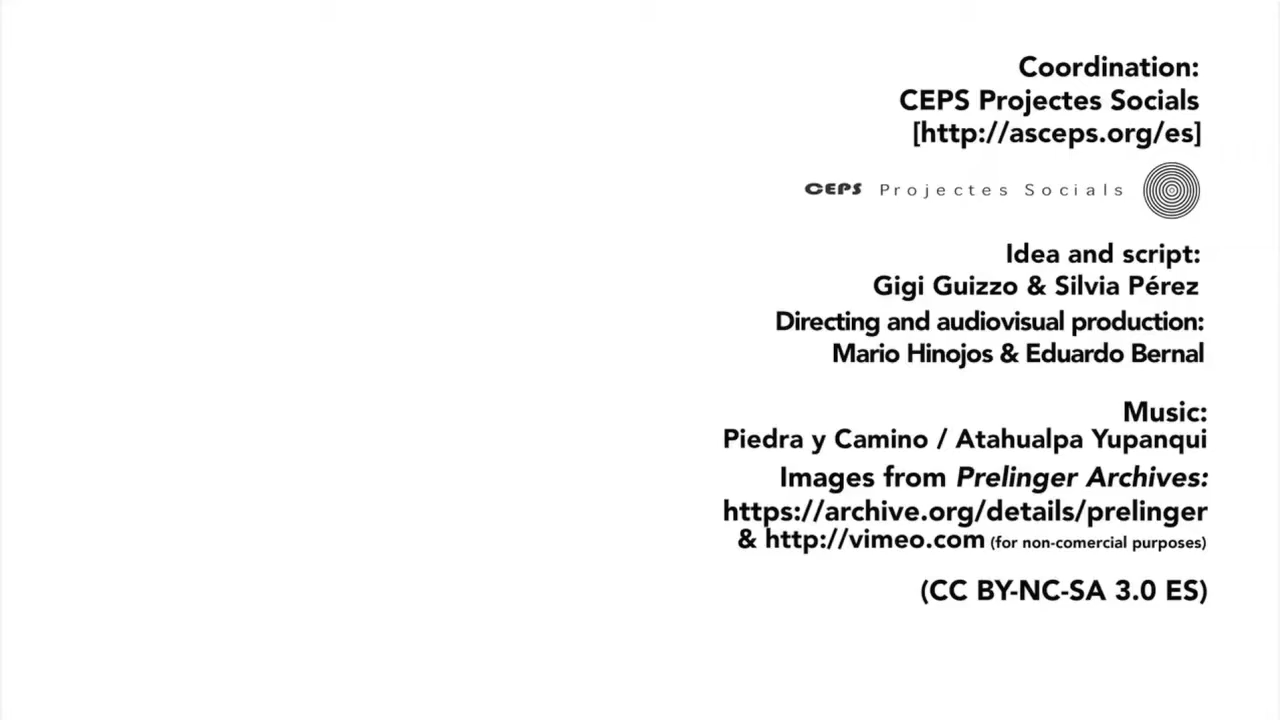 Coordination:
CEPS Projectes Socials
[http://asceps.org/es]
CEPS Projectes Socials
Idea and script:
Gigi Guizzo & Silvia Pérez
Directing and audiovisual production:
Mario Hinojos & Eduardo Bernal
Music:
Piedra y Camino / Atahualpa Yupanqui
Images from Prelinger Archives:
https://archive.org/details/prelinger
& http://vimeo.com (for non-comercial purposes)
(CC BY-NC-SA 3.0 ES)